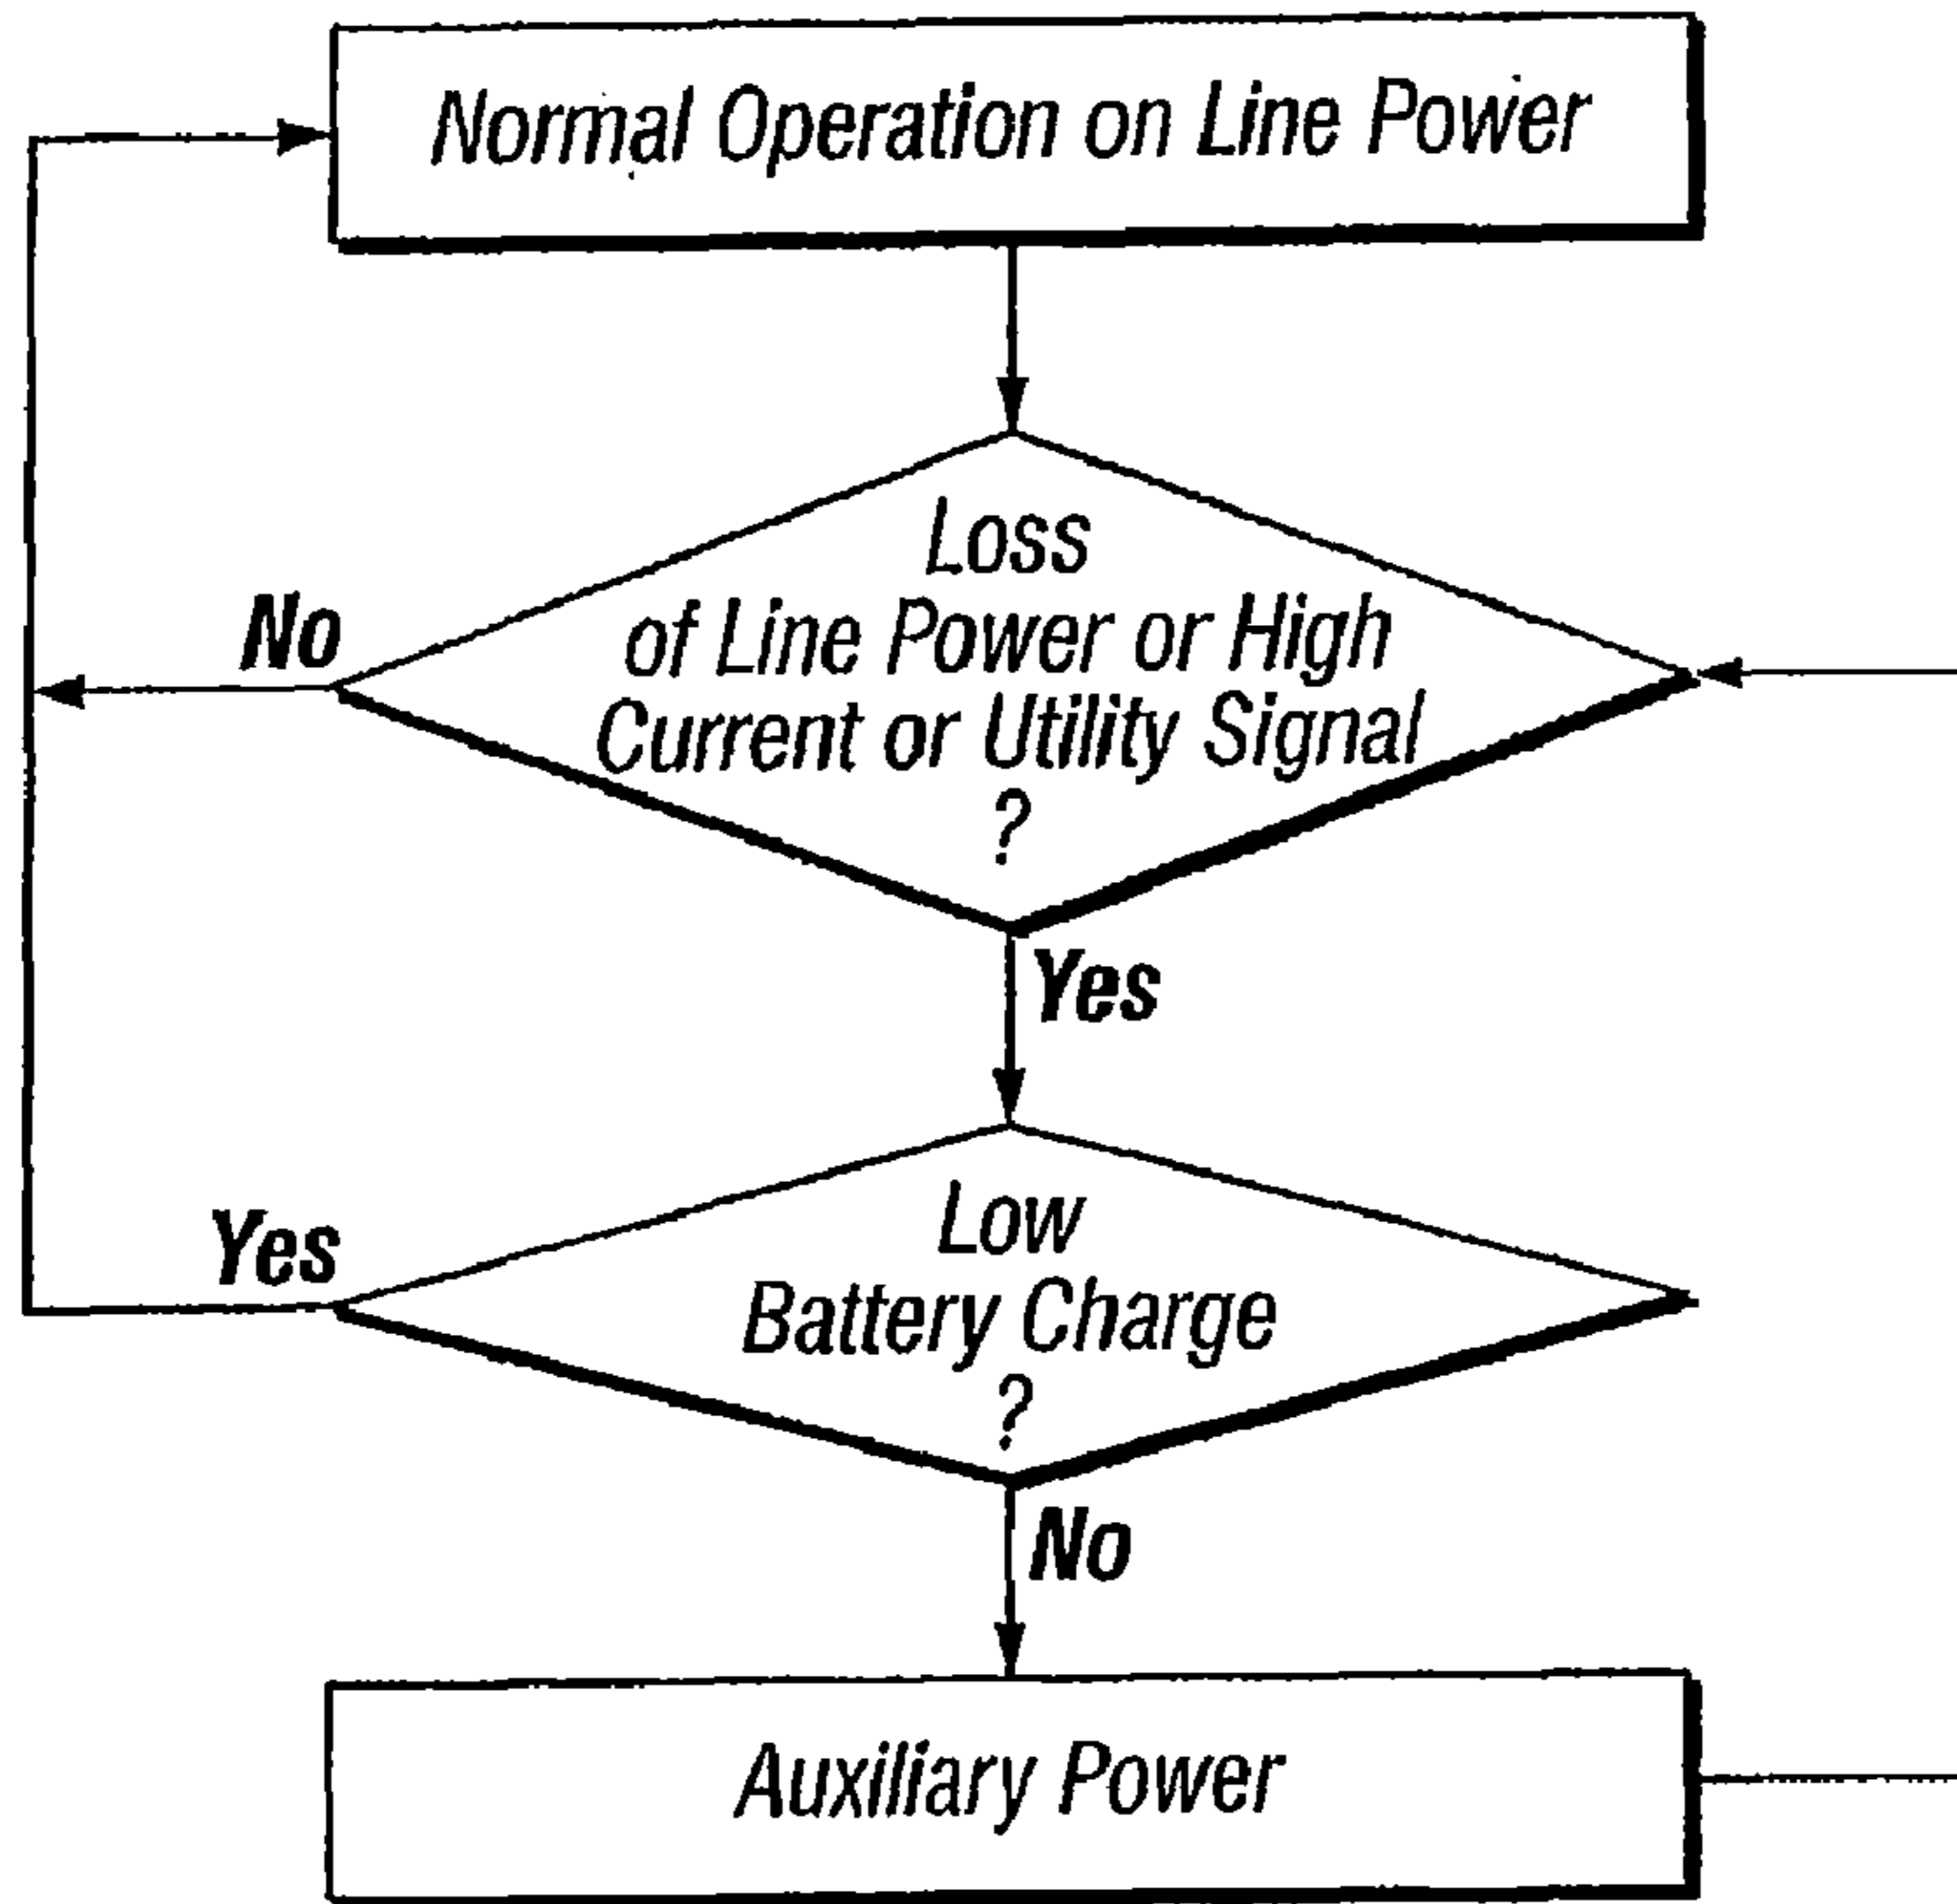 Normal Operation on Line Power
Loss
of Line Power or High
No
Current or Utility Signal
?
Yes
Low
Yes
Battery Charge
?
No
Auxiliary Power